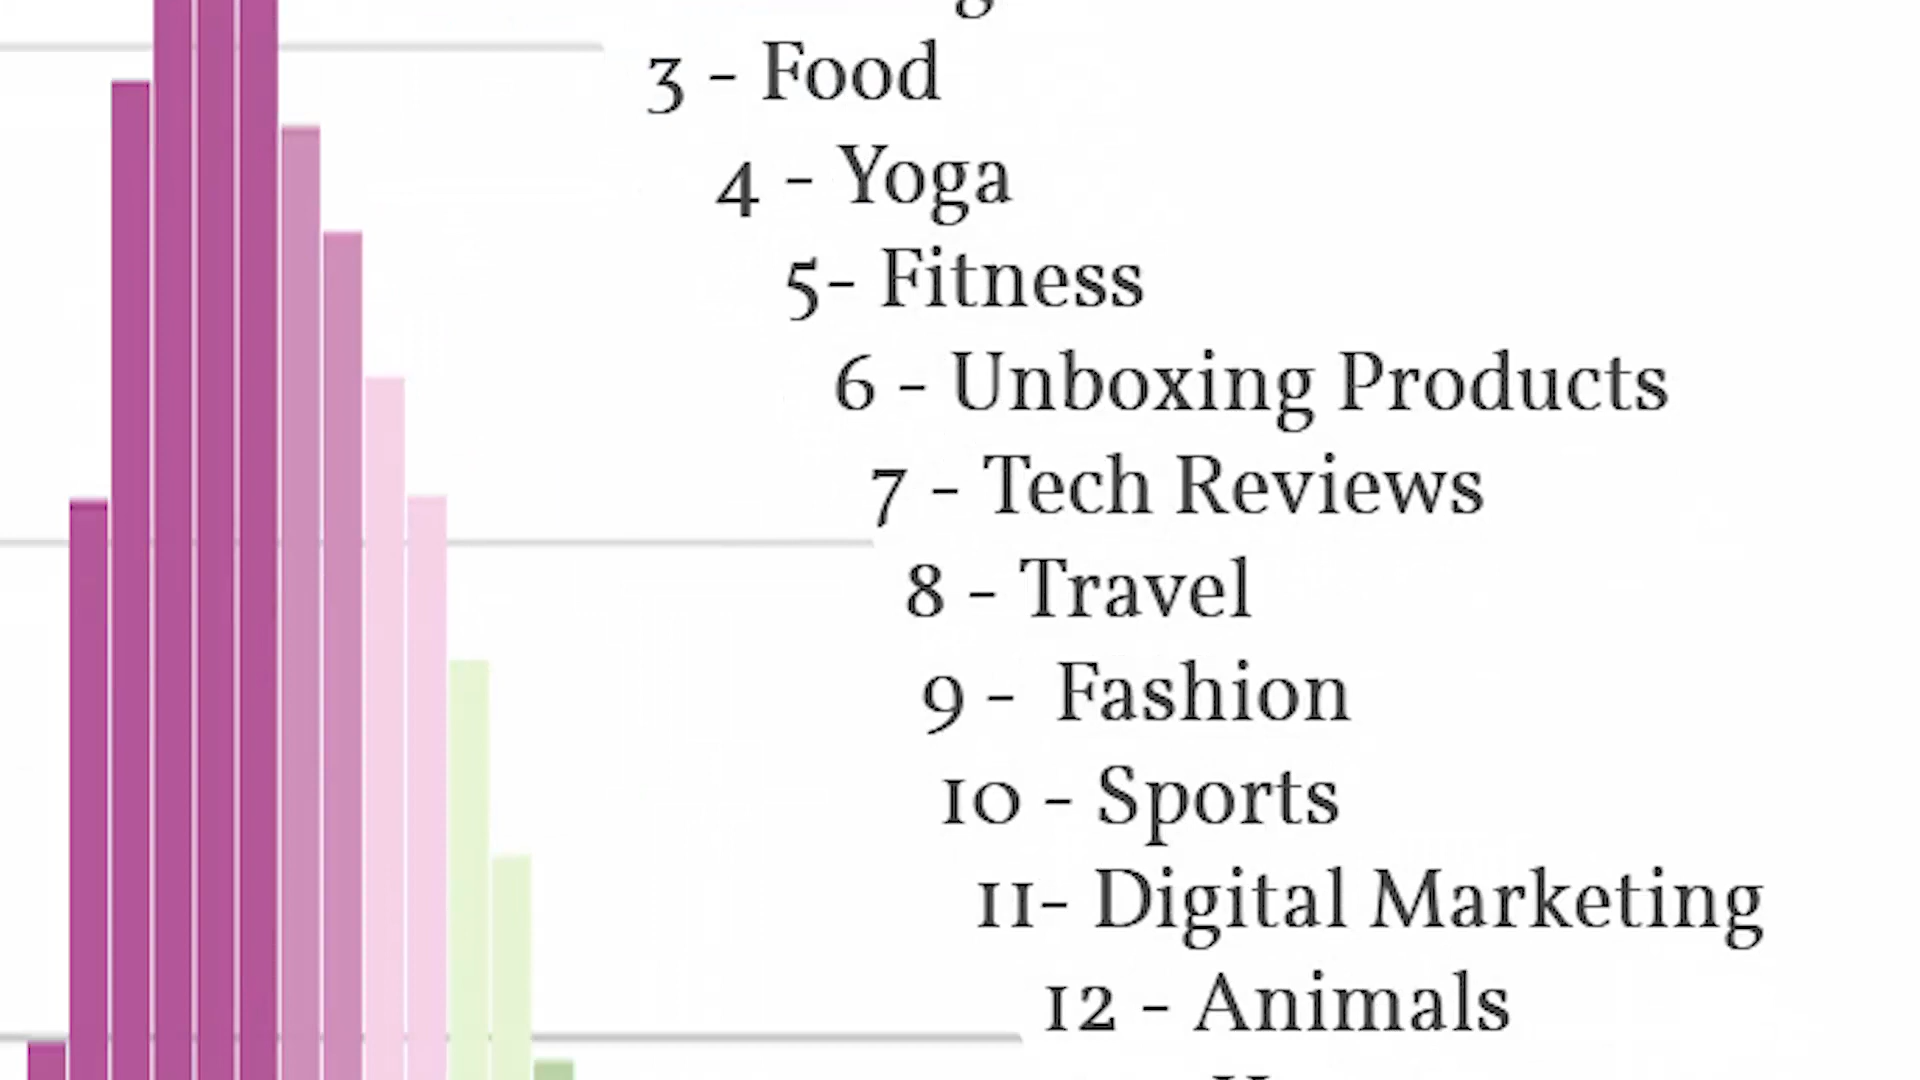 3 - Food
4 - Yoga
5- Fitness
6 - Unboxing Products
7 - Tech Reviews
8 - Travel
9 - Fashion
10 - Sports
11- Digital Marketing
12 - Animals